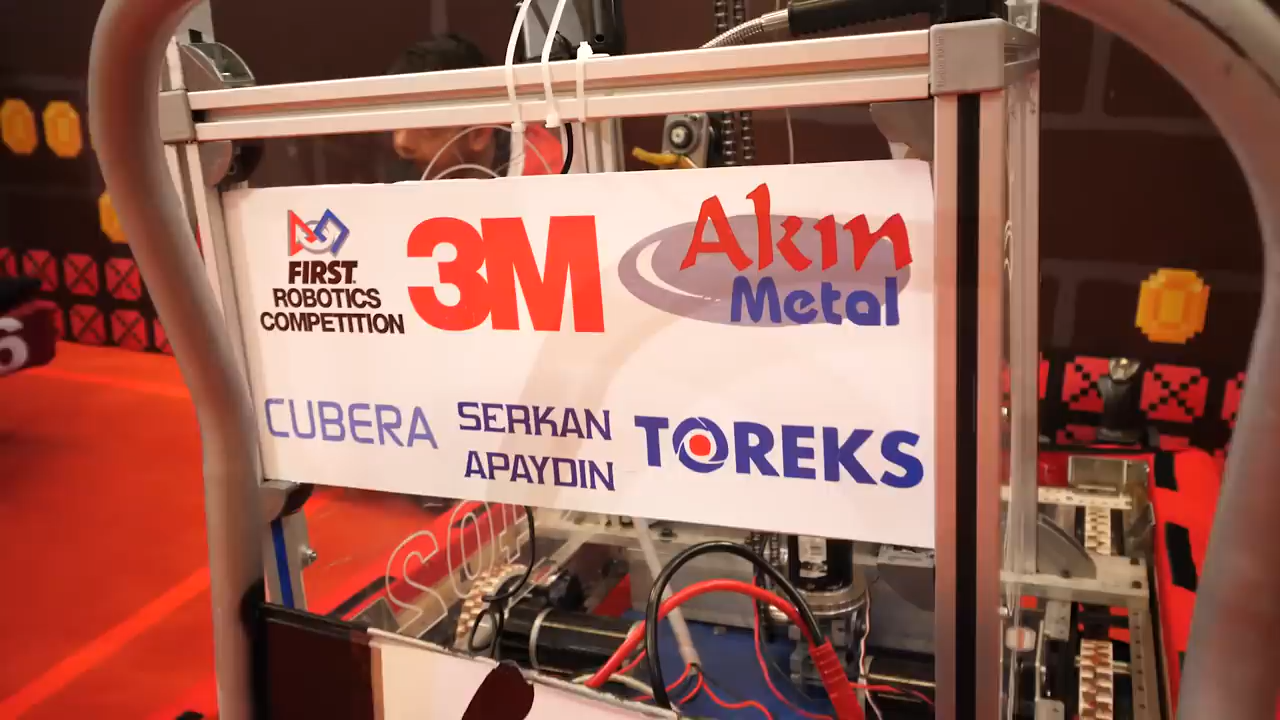 FIRST
ROBOTICS
COMPETITION
3M
Akın
Metal
CUBERA
SERKAN
APAYDIN
TOREKS